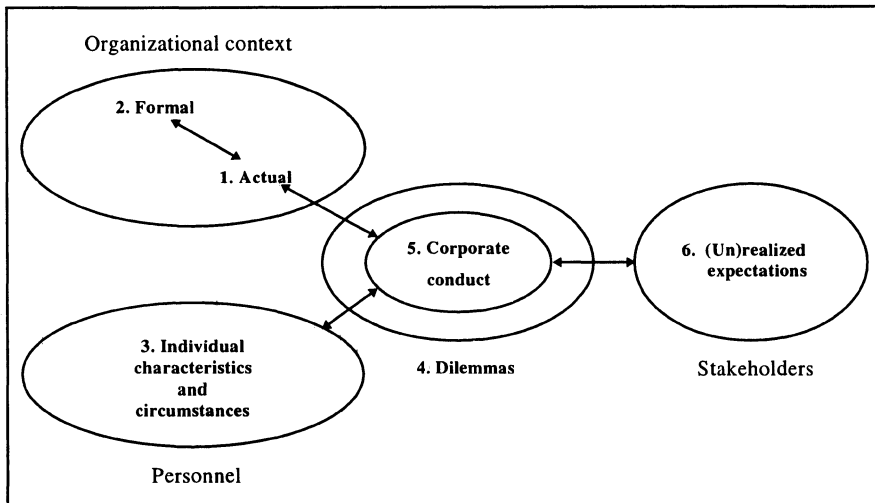 Organizational context
2. Formal
1. Actual
5. Corporate
conduct
6. (Un)realized
expectations
3. Individual
characteristics
and
circumstances
4. Dilemmas
Stakeholders
Personnel